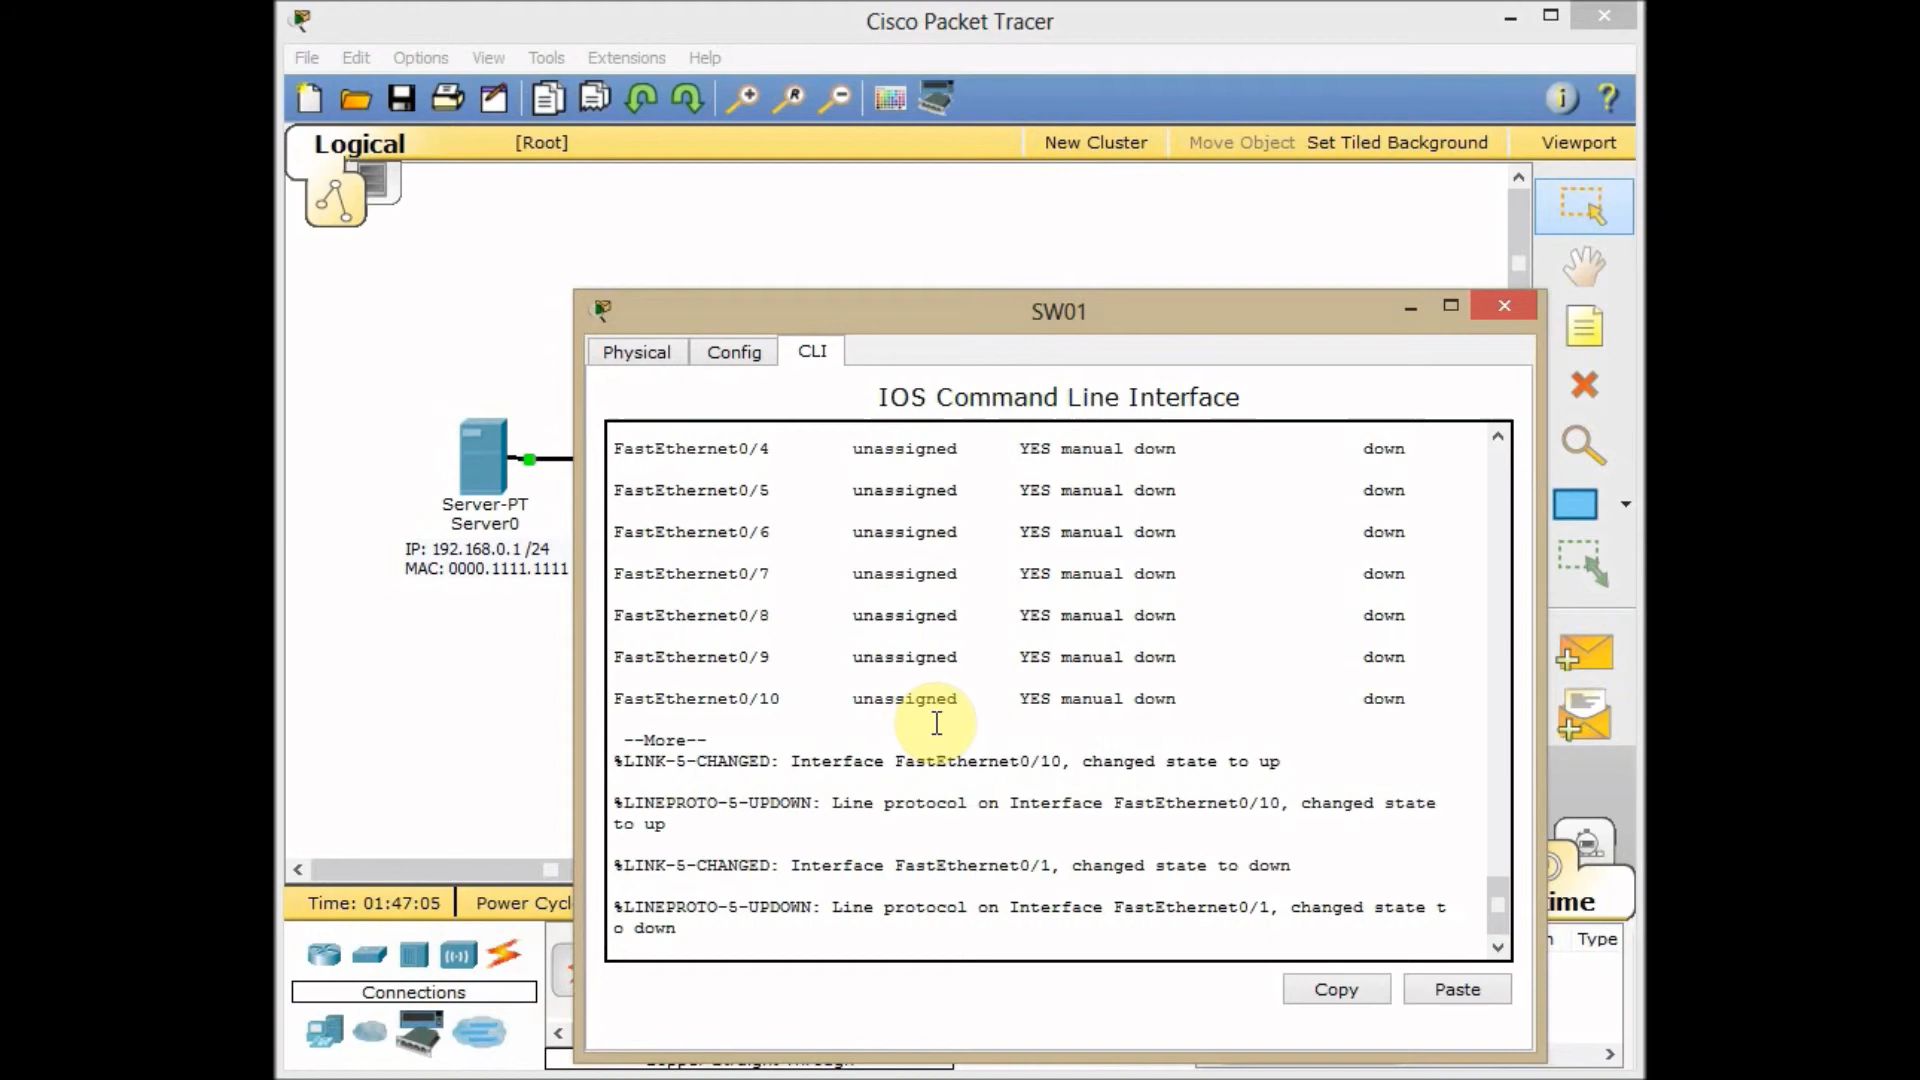 Cisco Packet Tracer
File Edit Options View Tools Extensions Help
Logical [Root] New Cluster Move Object Set Tiled Background Viewport
SW01
Physical Config CLI
IOS Command Line Interface
FastEthernet0/4 unassigned YES manual down down
FastEthernet0/5 unassigned YES manual down down
FastEthernet0/6 unassigned YES manual down down
FastEthernet0/7 unassigned YES manual down down
FastEthernet0/8 unassigned YES manual down down
FastEthernet0/9 unassigned YES manual down down
FastEthernet0/10 unassigned YES manual down down
--More--
%LINK-5-CHANGED: Interface FastEthernet0/10, changed state to up
%LINEPROTO-5-UPDOWN: Line protocol on Interface FastEthernet0/10, changed state
to up
%LINK-5-CHANGED: Interface FastEthernet0/1, changed state to down
%LINEPROTO-5-UPDOWN: Line protocol on Interface FastEthernet0/1, changed state t
o down
Copy Paste
Server-PT
Server0
IP: 192.168.0.1 /24
MAC: 0000.1111.1111
Time: 01:47:05 Power Cycl
ime
Type
Connections